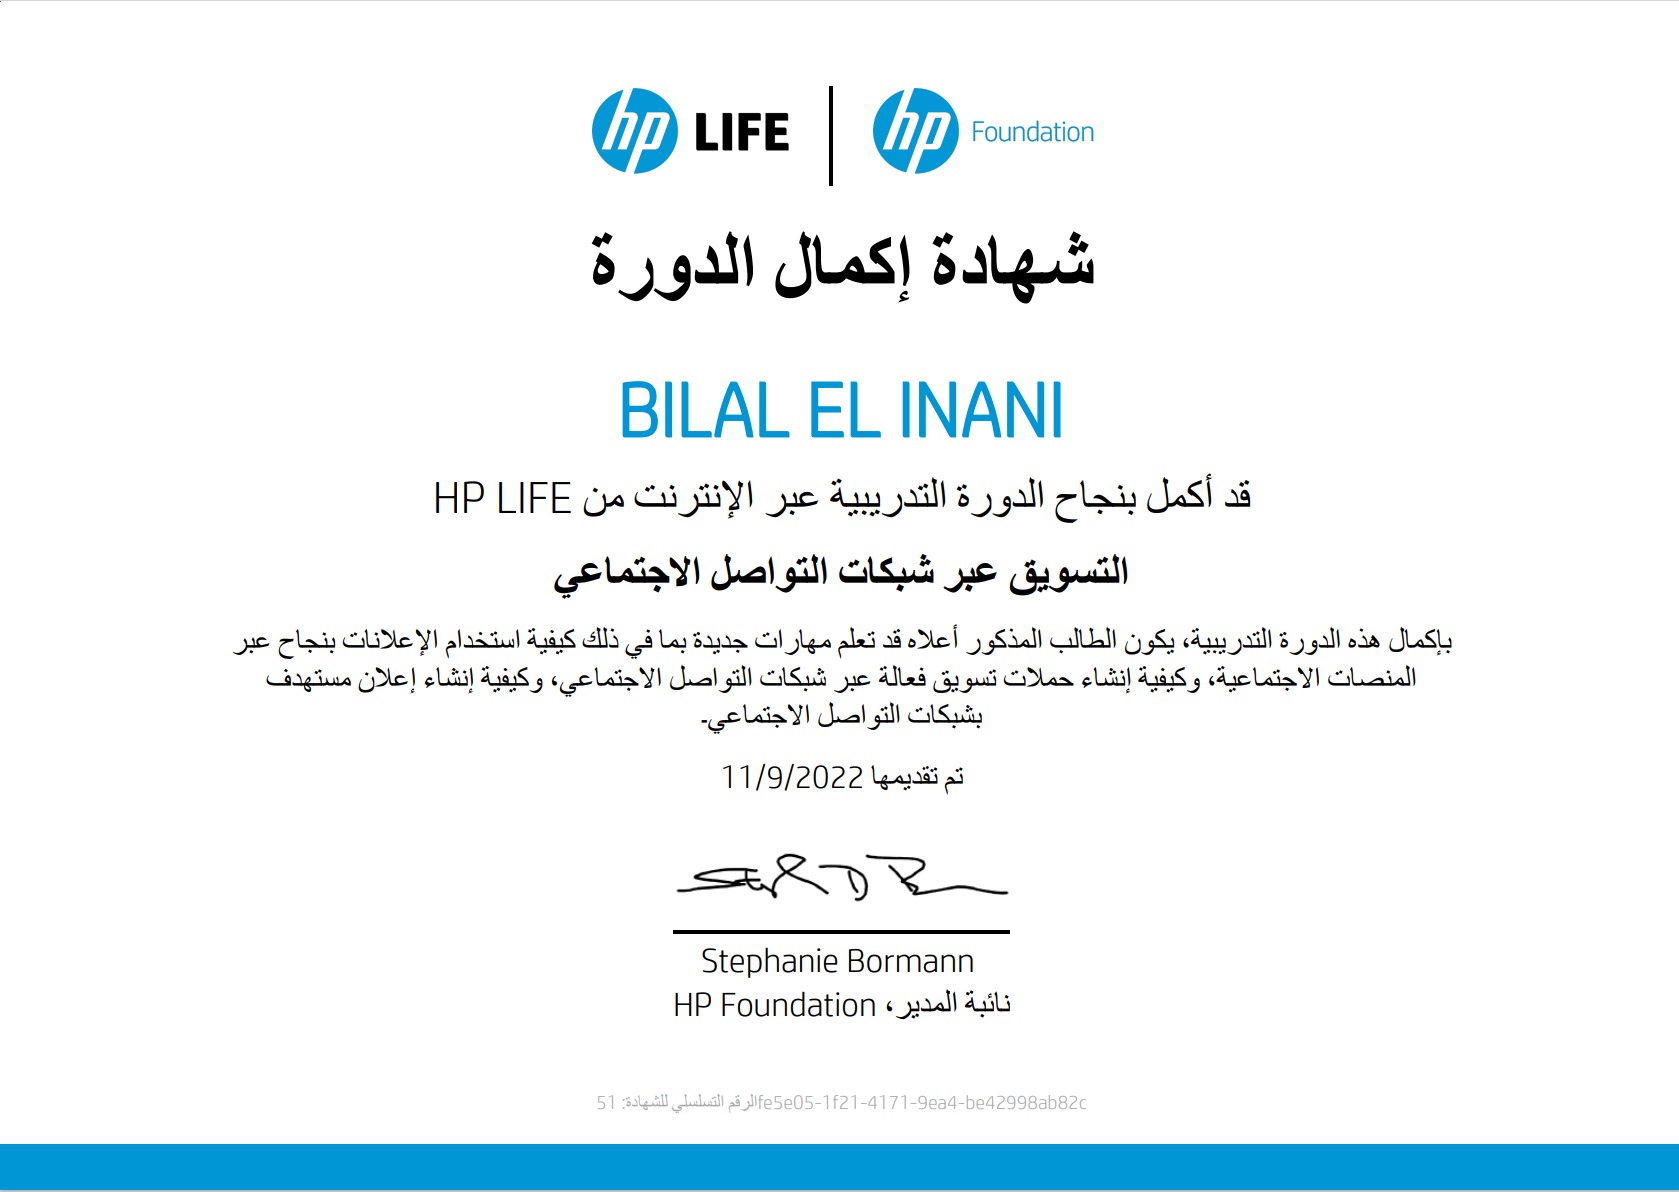 hp LIFE | hp Foundation
شهادة إكمال الدورة
BILAL EL INANI
قد أكمل بنجاح الدورة التدريبية عبر الإنترنت من HP LIFE
التسويق عبر شبكات التواصل الاجتماعي
بإكمال هذه الدورة التدريبية، يكون الطالب المذكور أعلاه قد تعلم مهارات جديدة بما في ذلك كيفية استخدام الإعلانات بنجاح عبر
المنصات الاجتماعية، وكيفية إنشاء حملات تسويق فعالة عبر شبكات التواصل الاجتماعي، وكيفية إنشاء إعلان مستهدف
بشبكات التواصل الاجتماعي.
تم تقديمها 11/9/2022
Stephanie Bormann
نائبة المدير، HP Foundation
الرقم التسلسلي للشهادة: 51fe5e05-1f21-4171-9ea4-be42998ab82c